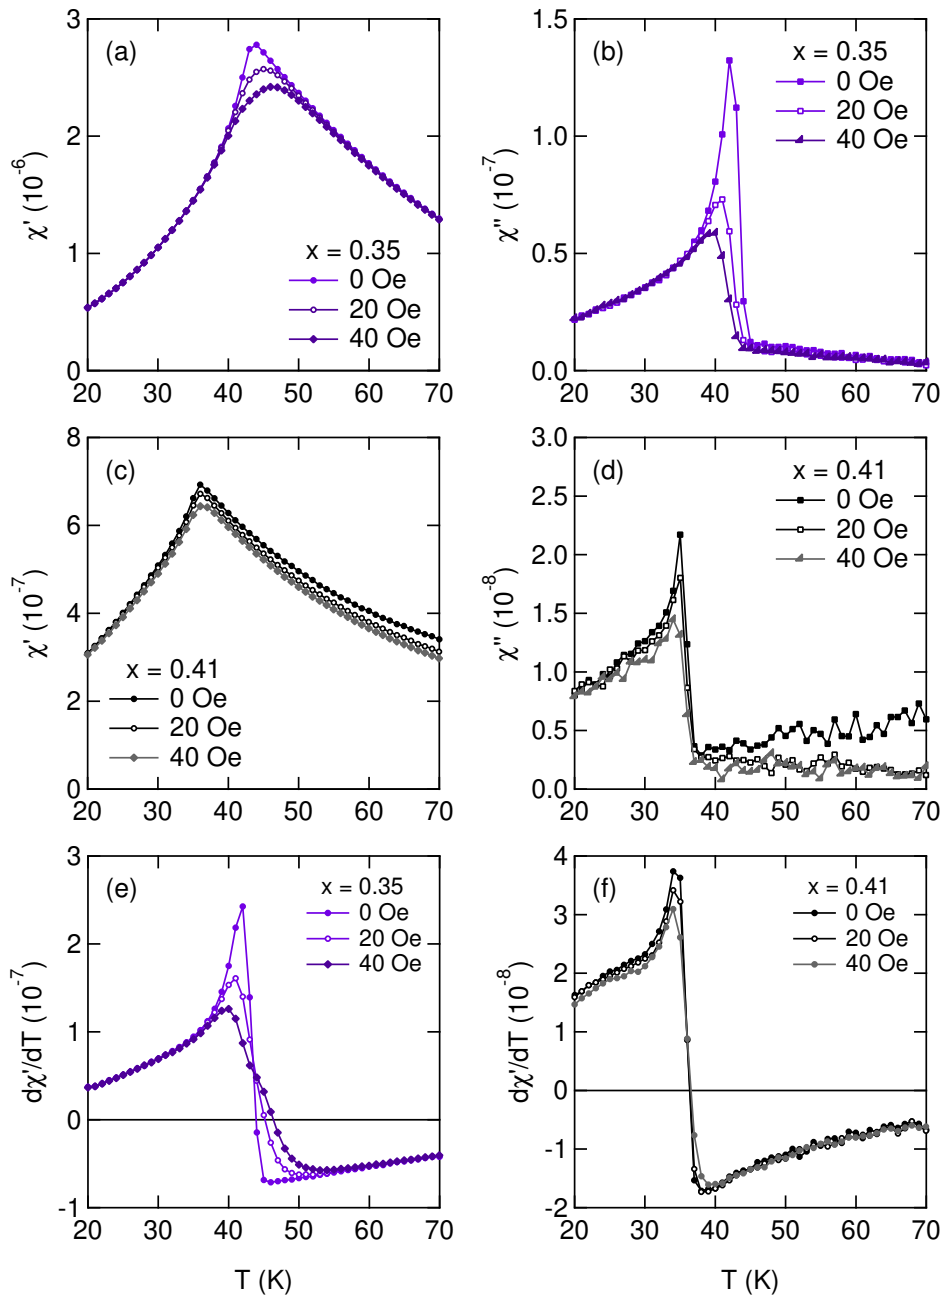 (a)
χ′ (10⁻⁶)
3
2
1
0
20 30 40 50 60 70
x = 0.35
0 Oe
20 Oe
40 Oe
(b)
χ″ (10⁻⁷)
1.5
1.0
0.5
0.0
20 30 40 50 60 70
x = 0.35
0 Oe
20 Oe
40 Oe
(c)
χ′ (10⁻⁷)
8
6
4
2
0
20 30 40 50 60 70
x = 0.41
0 Oe
20 Oe
40 Oe
(d)
χ″ (10⁻⁸)
3.0
2.5
2.0
1.5
1.0
0.5
0.0
20 30 40 50 60 70
x = 0.41
0 Oe
20 Oe
40 Oe
(e)
dχ′/dT (10⁻⁷)
3
2
1
0
-1
20 30 40 50 60 70
T (K)
x = 0.35
0 Oe
20 Oe
40 Oe
(f)
dχ′/dT (10⁻⁸)
4
3
2
1
0
-1
-2
20 30 40 50 60 70
T (K)
x = 0.41
0 Oe
20 Oe
40 Oe